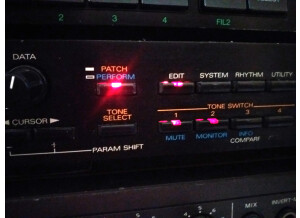 2 3 4 FIL2
DATA
PATCH
PERFORM
EDIT SYSTEM RHYTHM UTILITY
TONE SELECT
TONE SWITCH
1 2 3 4
◄ CURSOR ►
MUTE MONITOR INFO
COMPARE
PARAM SHIFT
MIX